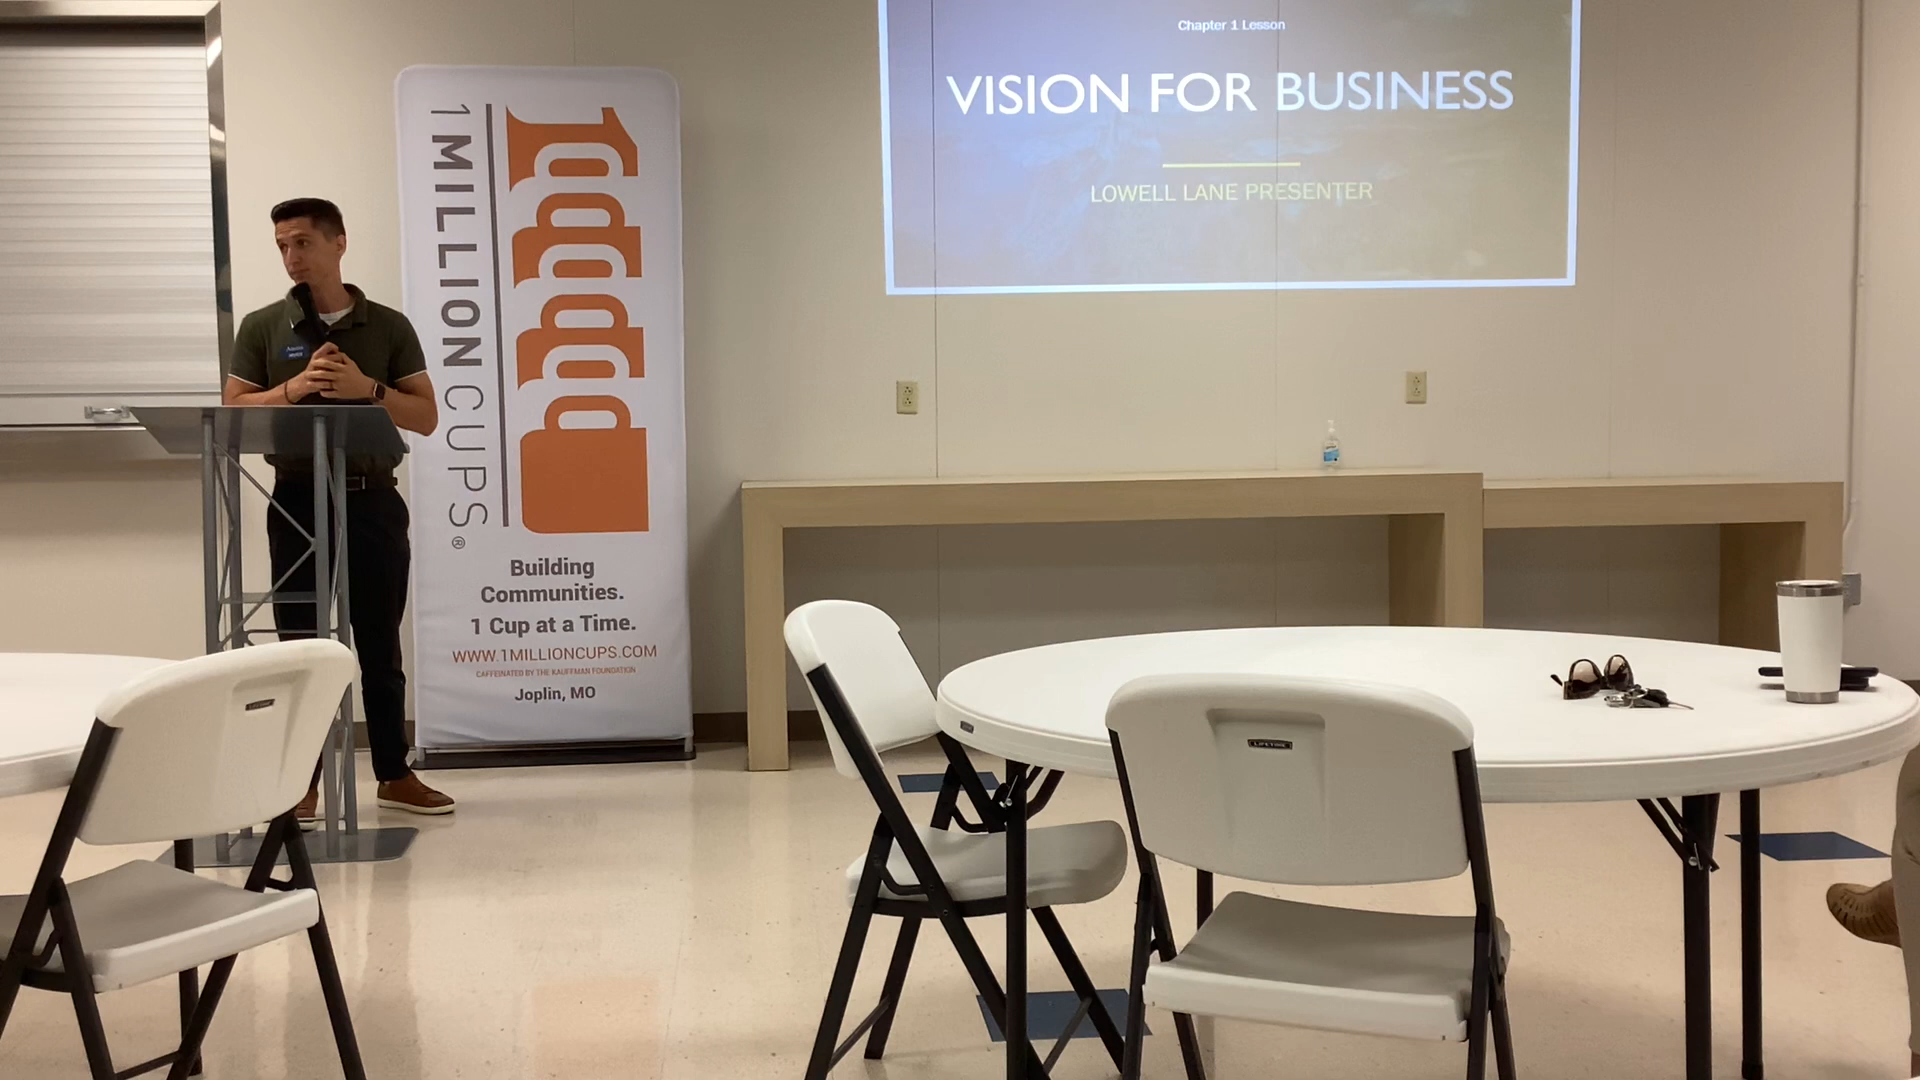 Chapter 1 Lesson
VISION FOR BUSINESS
LOWELL LANE PRESENTER
1 MILLION CUPS®
Building
Communities.
1 Cup at a Time.
WWW.1MILLIONCUPS.COM
CAFFEINATED BY THE KAUFFMAN FOUNDATION
Joplin, MO
LIFETIME
LIFETIME